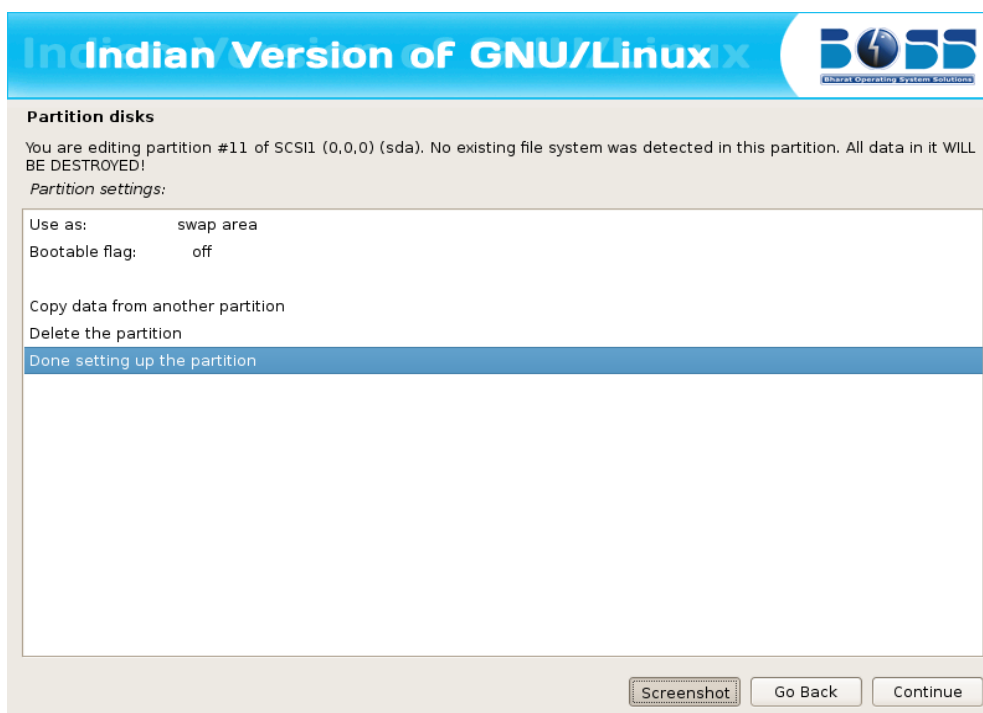 Indian Version of GNU/Linux
BOSS
Bharat Operating System Solutions
Partition disks
You are editing partition #11 of SCSI1 (0,0,0) (sda). No existing file system was detected in this partition. All data in it WILL
BE DESTROYED!
Partition settings:
Use as: swap area
Bootable flag: off
Copy data from another partition
Delete the partition
Done setting up the partition
Screenshot Go Back Continue